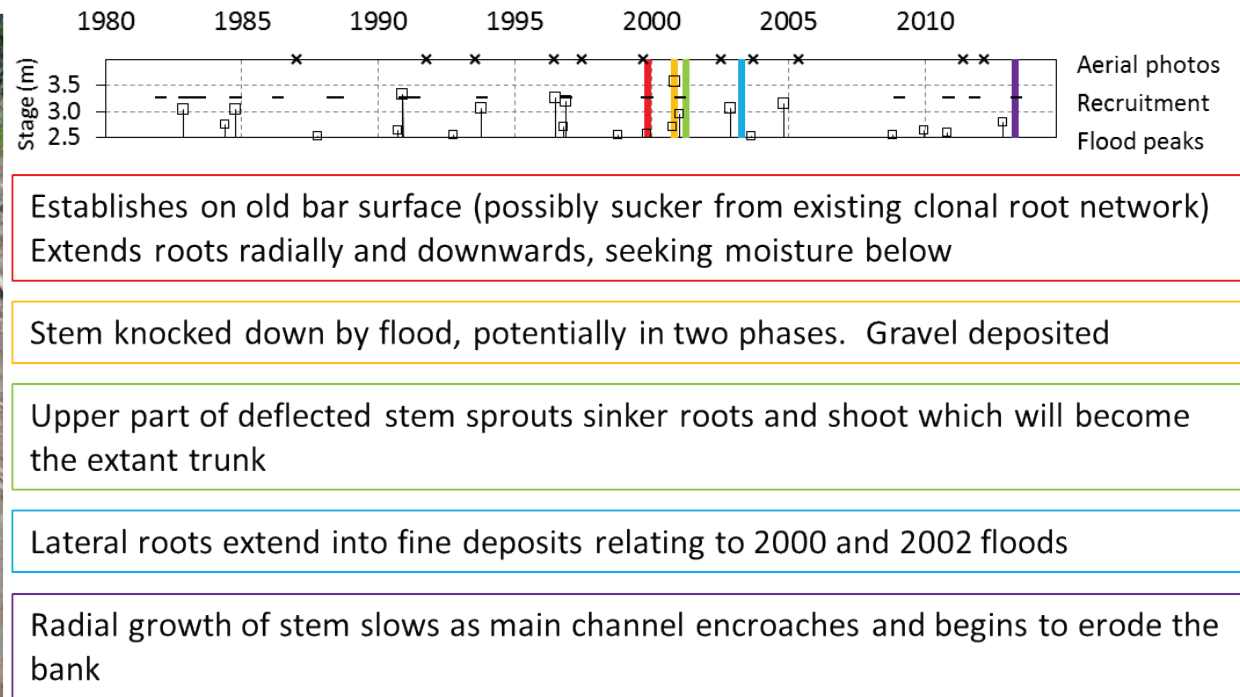 1980 1985 1990 1995 2000 2005 2010
Stage (m)
3.5
3.0
2.5
Aerial photos
Recruitment
Flood peaks
Establishes on old bar surface (possibly sucker from existing clonal root network)
Extends roots radially and downwards, seeking moisture below
Stem knocked down by flood, potentially in two phases.  Gravel deposited
Upper part of deflected stem sprouts sinker roots and shoot which will become
the extant trunk
Lateral roots extend into fine deposits relating to 2000 and 2002 floods
Radial growth of stem slows as main channel encroaches and begins to erode the
bank